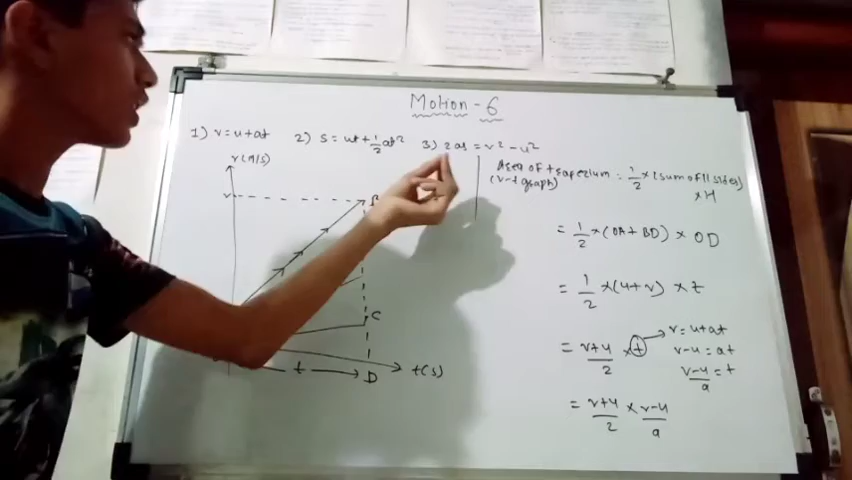 Motion - 6
1) v = u + at 2) s = ut + 1/2 at² 3) 2as = v² - u²
v (m/s)
v
B
C
D
t
t(s)
Area of trapezium = 1/2 × (sum of || sides) × H
(v-t graph)
= 1/2 × (OA + BD) × OD
= 1/2 × (u + v) × t
= v+u/2 × t → v = u + at
v - u = at
v-u/a = t
= v+u/2 × v-u/a